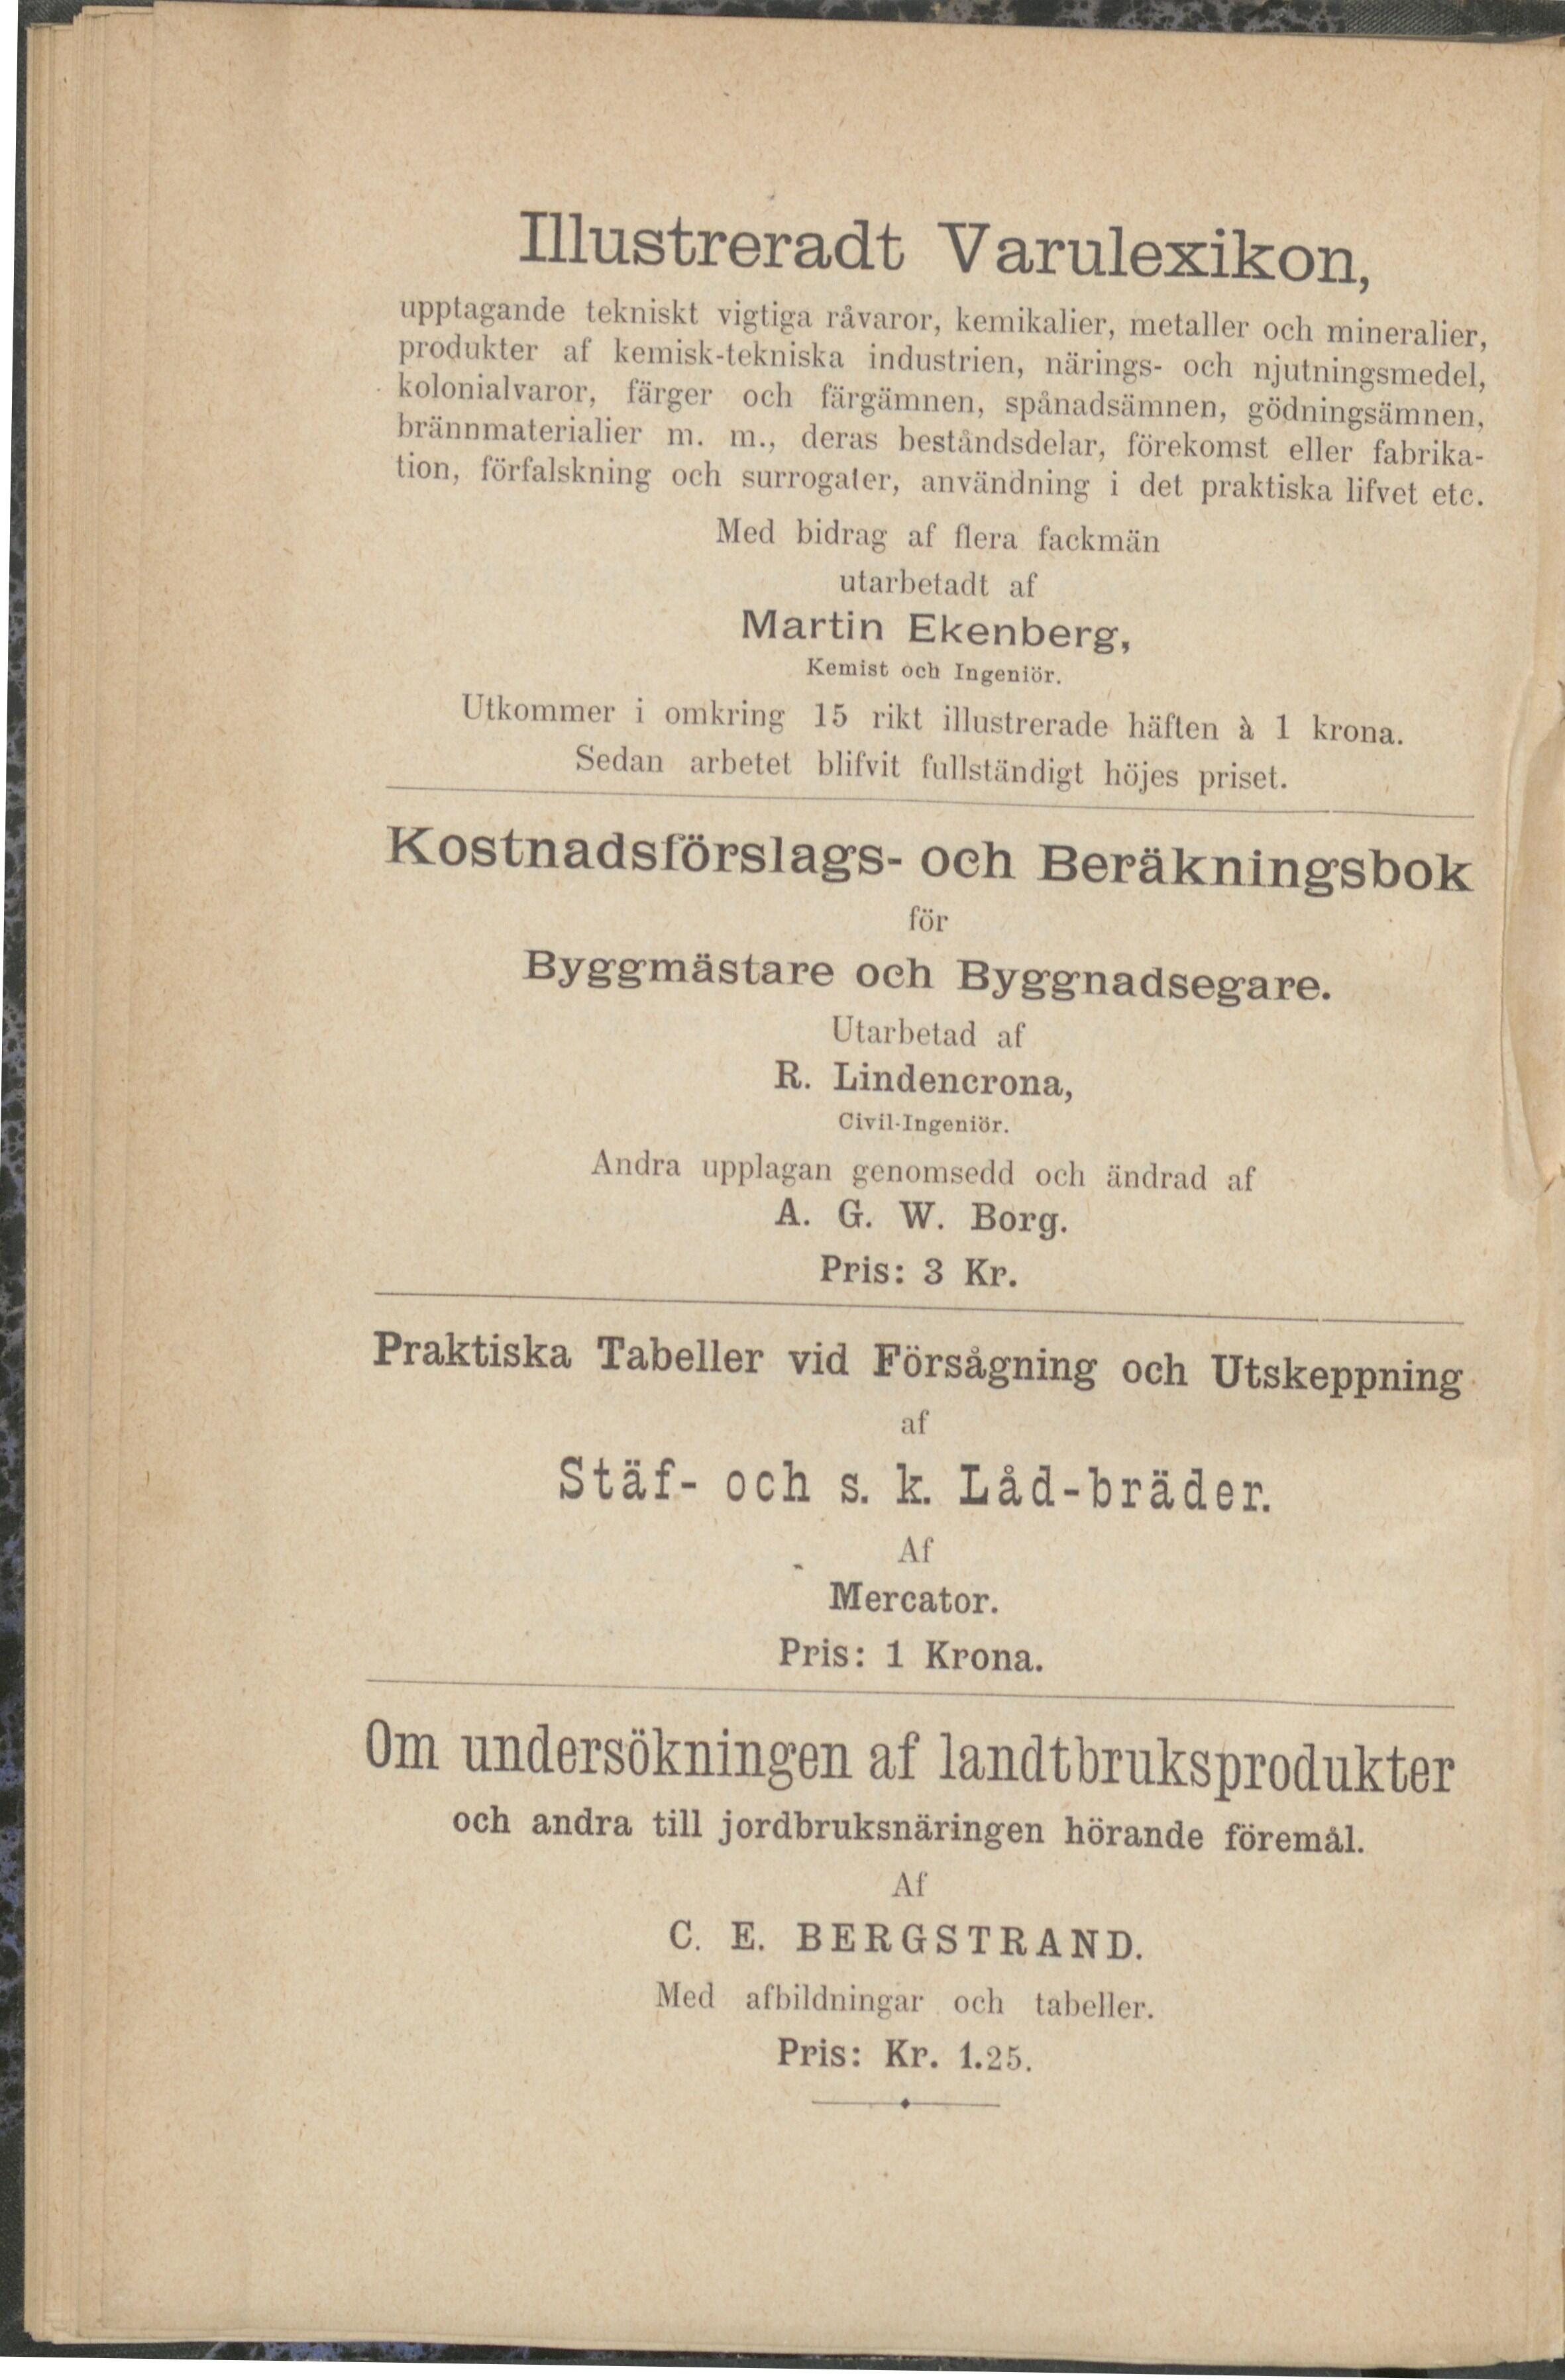 Illustreradt Varulexikon,
upptagande tekniskt vigtiga råvaror, kemikalier, metaller och mineralier,
produkter af kemisk-tekniska industrien, närings- och njutningsmedel,
kolonialvaror, färger och färgämnen, spånadsämnen, gödningsämnen,
brännmaterialier m. m., deras beståndsdelar, förekomst eller fabrika-
tion, förfalskning och surrogater, användning i det praktiska lifvet etc.
Med bidrag af flera fackmän
utarbetadt af
Martin Ekenberg,
Kemist och Ingeniör.
Utkommer i omkring 15 rikt illustrerade häften à 1 krona.
Sedan arbetet blifvit fullständigt höjes priset.
Kostnadsförslags- och Beräkningsbok
för
Byggmästare och Byggnadsegare.
Utarbetad af
R. Lindencrona,
Civil-Ingeniör.
Andra upplagan genomsedd och ändrad af
A. G. W. Borg.
Pris: 3 Kr.
Praktiska Tabeller vid Försågning och Utskeppning
af
Stäf- och s. k. Låd-bräder.
Af
Mercator.
Pris: 1 Krona.
Om undersökningen af landtbruksprodukter
och andra till jordbruksnäringen hörande föremål.
Af
C. E. BERGSTRAND.
Med afbildningar och tabeller.
Pris: Kr. 1.25.